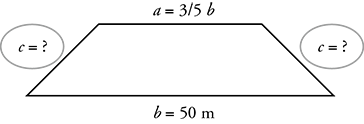 a = 3/5 b
c = ?
c = ?
b = 50 m